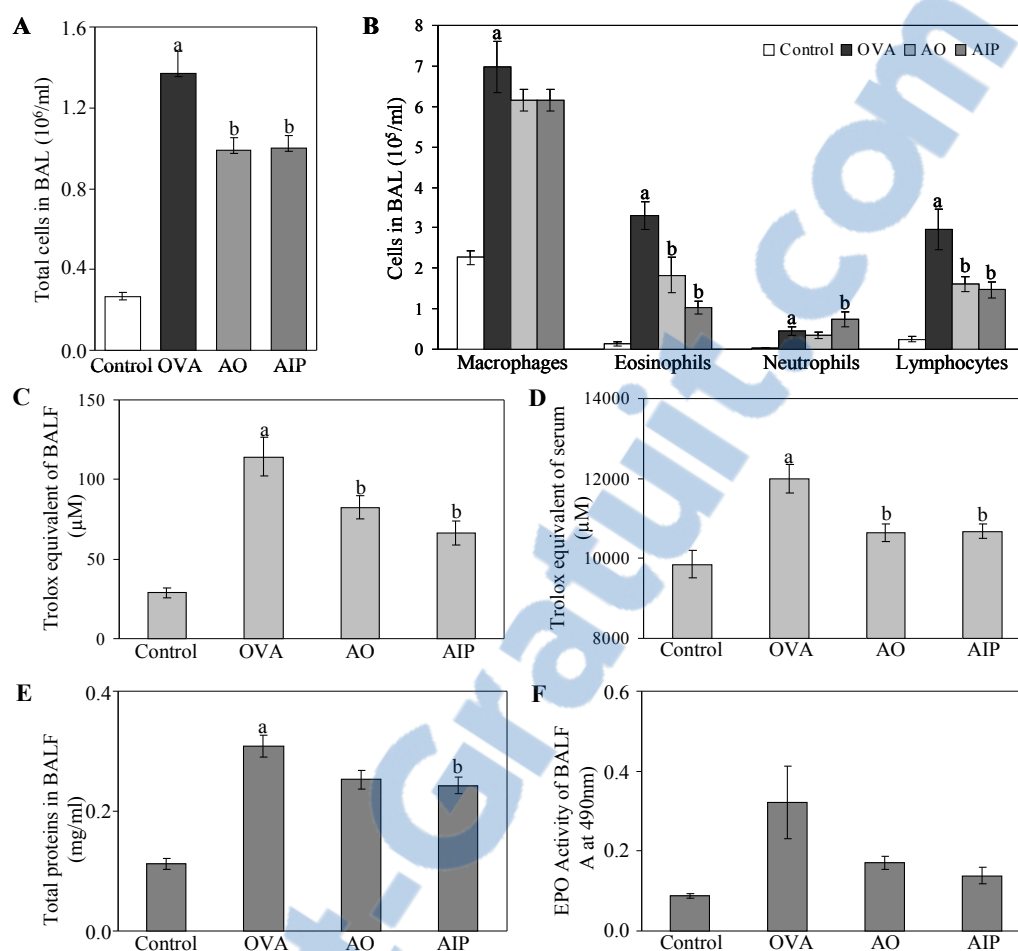 A
Total cells in BAL (10⁶/ml)
1.6
1.2
0.8
0.4
0.0
a
b
b
Control OVA AO AIP
B
Cells in BAL (10⁵/ml)
8
7
6
5
4
3
2
1
0
Control OVA AO AIP
a
a
b
b
a
b
a
b
b
Macrophages Eosinophils Neutrophils Lymphocytes
C
Trolox equivalent of BALF
(µM)
150
100
50
0
a
b
b
Control OVA AO AIP
D
Trolox equivalent of serum
(µM)
14000
12000
10000
8000
a
b
b
Control OVA AO AIP
E
Total proteins in BALF
(mg/ml)
0.4
0.2
0.0
a
b
Control OVA AO AIP
F
EPO Activity of BALF
A at 490nm)
0.6
0.4
0.2
0.0
Control OVA AO AIP
t-Gratuit.com